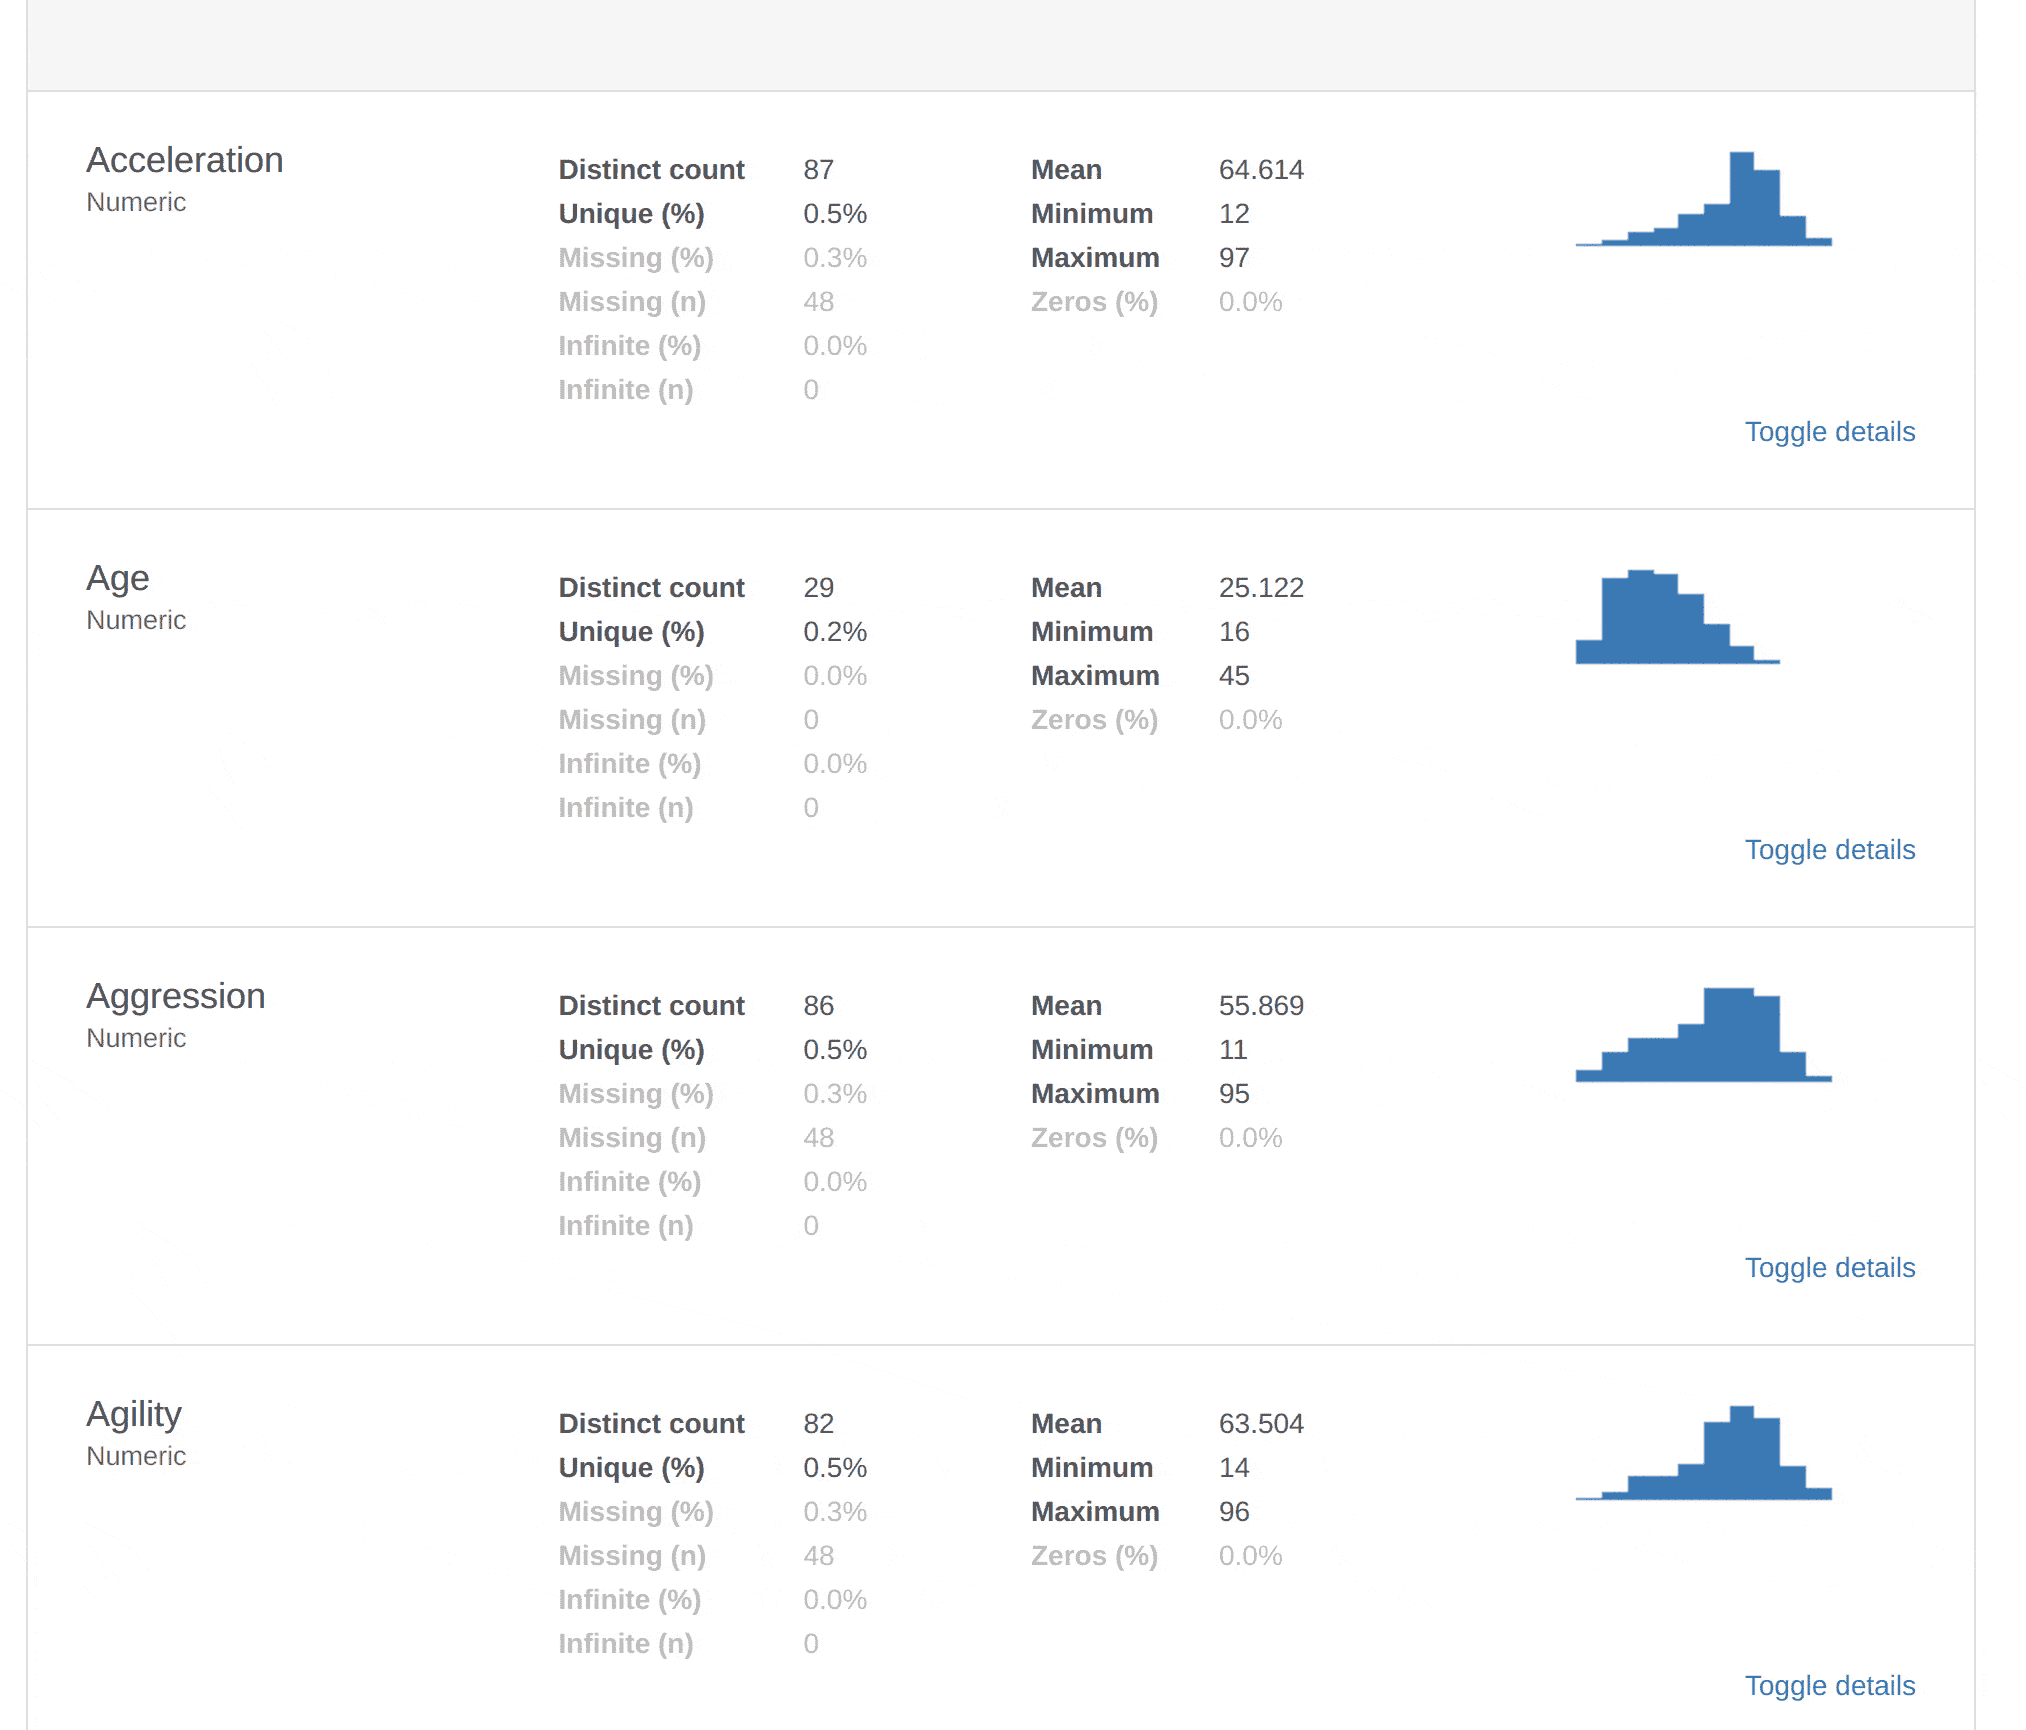 Acceleration
Numeric
Distinct count 87
Unique (%) 0.5%
Missing (%) 0.3%
Missing (n) 48
Infinite (%) 0.0%
Infinite (n) 0
Mean 64.614
Minimum 12
Maximum 97
Zeros (%) 0.0%
Toggle details
Age
Numeric
Distinct count 29
Unique (%) 0.2%
Missing (%) 0.0%
Missing (n) 0
Infinite (%) 0.0%
Infinite (n) 0
Mean 25.122
Minimum 16
Maximum 45
Zeros (%) 0.0%
Toggle details
Aggression
Numeric
Distinct count 86
Unique (%) 0.5%
Missing (%) 0.3%
Missing (n) 48
Infinite (%) 0.0%
Infinite (n) 0
Mean 55.869
Minimum 11
Maximum 95
Zeros (%) 0.0%
Toggle details
Agility
Numeric
Distinct count 82
Unique (%) 0.5%
Missing (%) 0.3%
Missing (n) 48
Infinite (%) 0.0%
Infinite (n) 0
Mean 63.504
Minimum 14
Maximum 96
Zeros (%) 0.0%
Toggle details